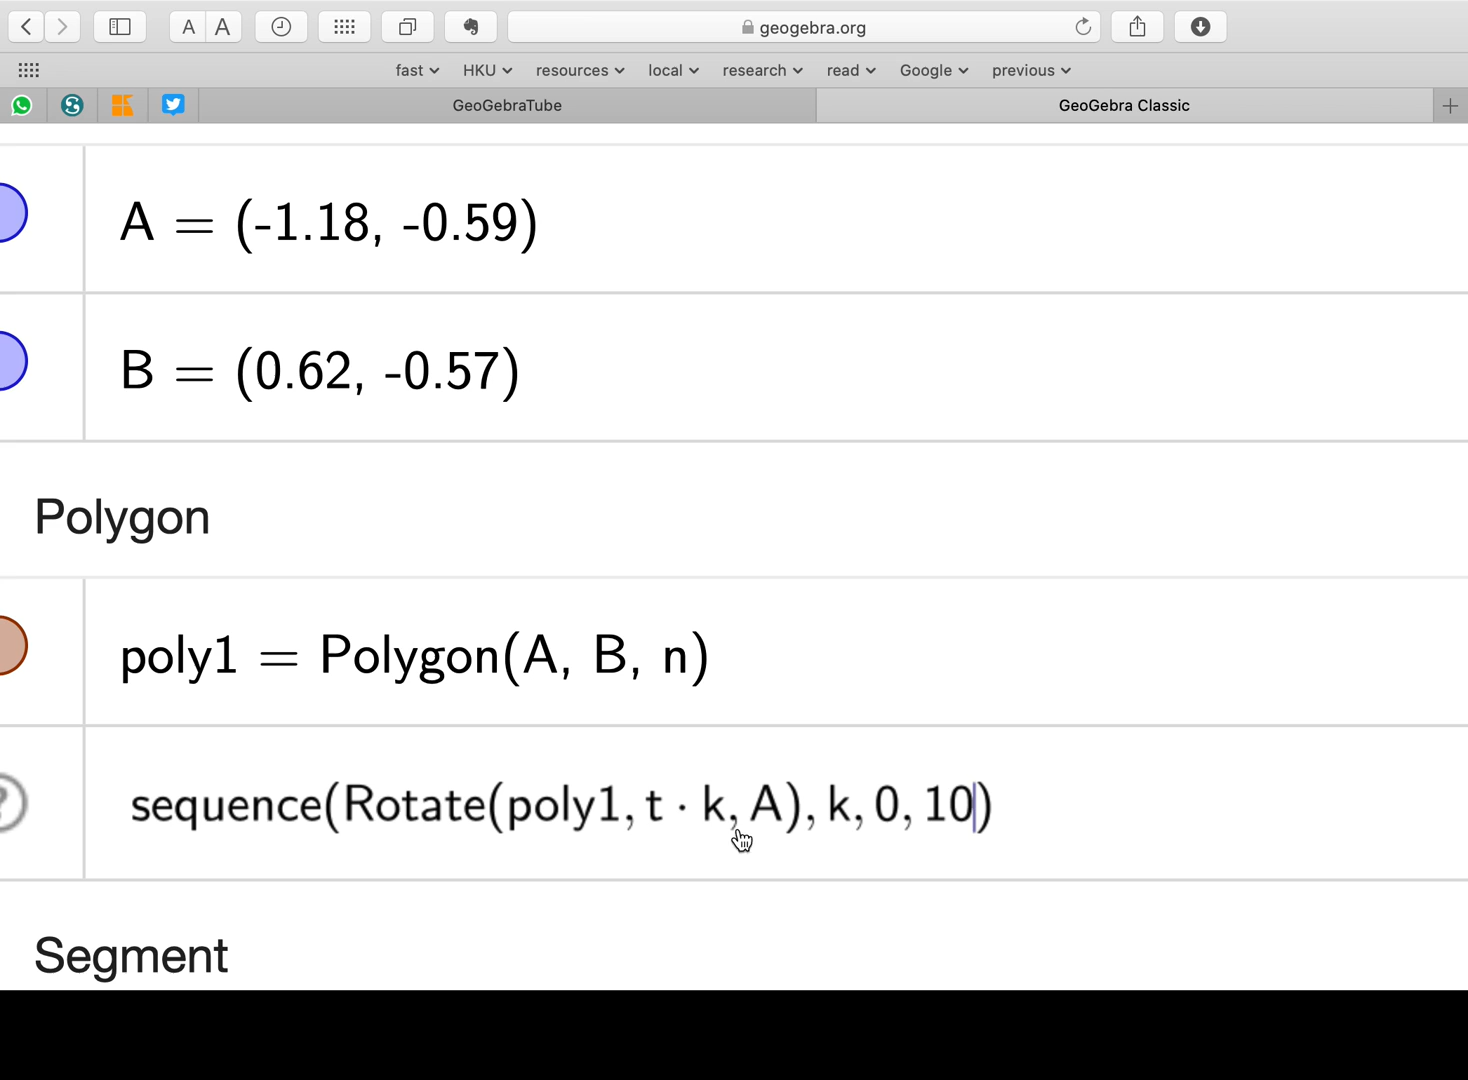 A A geogebra.org
fast HKU resources local research read Google previous
GeoGebraTube GeoGebra Classic
A = (-1.18, -0.59)
B = (0.62, -0.57)
Polygon
poly1 = Polygon(A, B, n)
? sequence(Rotate(poly1, t · k, A), k, 0, 10)
Segment